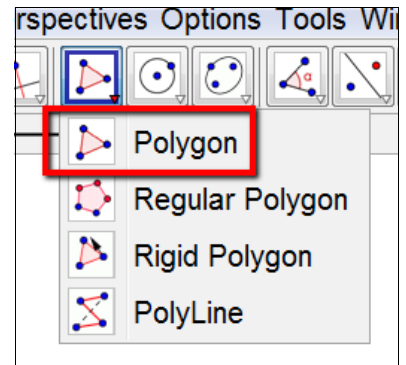 rspectives Options Tools Wi
α
Polygon
Regular Polygon
Rigid Polygon
PolyLine